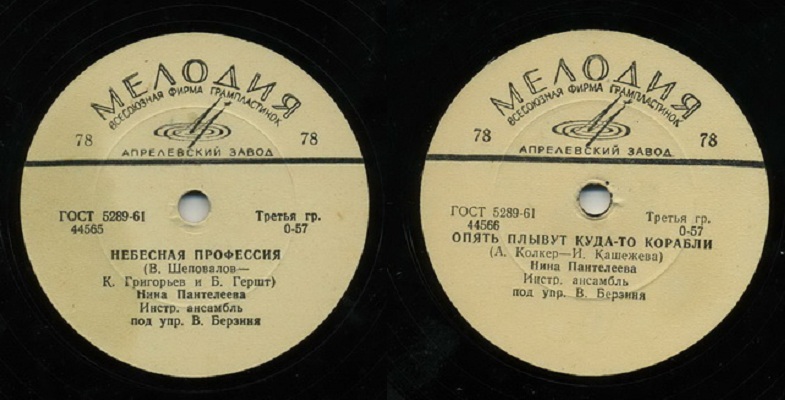 МЕЛОДИЯ
ВСЕСОЮЗНАЯ ФИРМА ГРАМПЛАСТИНОК
78 78
АПРЕЛЕВСКИЙ ЗАВОД
ГОСТ 5289-61 Третья гр.
44565 0-57
НЕБЕСНАЯ ПРОФЕССИЯ
(В. Шеповалов—
К. Григорьев и Б. Гершт)
Нина Пантелеева
Инстр. ансамбль
под упр. В. Берзиня
МЕЛОДИЯ
ВСЕСОЮЗНАЯ ФИРМА ГРАМПЛАСТИНОК
78 78
АПРЕЛЕВСКИЙ ЗАВОД
ГОСТ 5289-61 Третья гр.
44566 0-57
ОПЯТЬ ПЛЫВУТ КУДА-ТО КОРАБЛИ
(А. Колкер—И. Кашежева)
Нина Пантелеева
Инстр. ансамбль
под упр. В. Берзиня